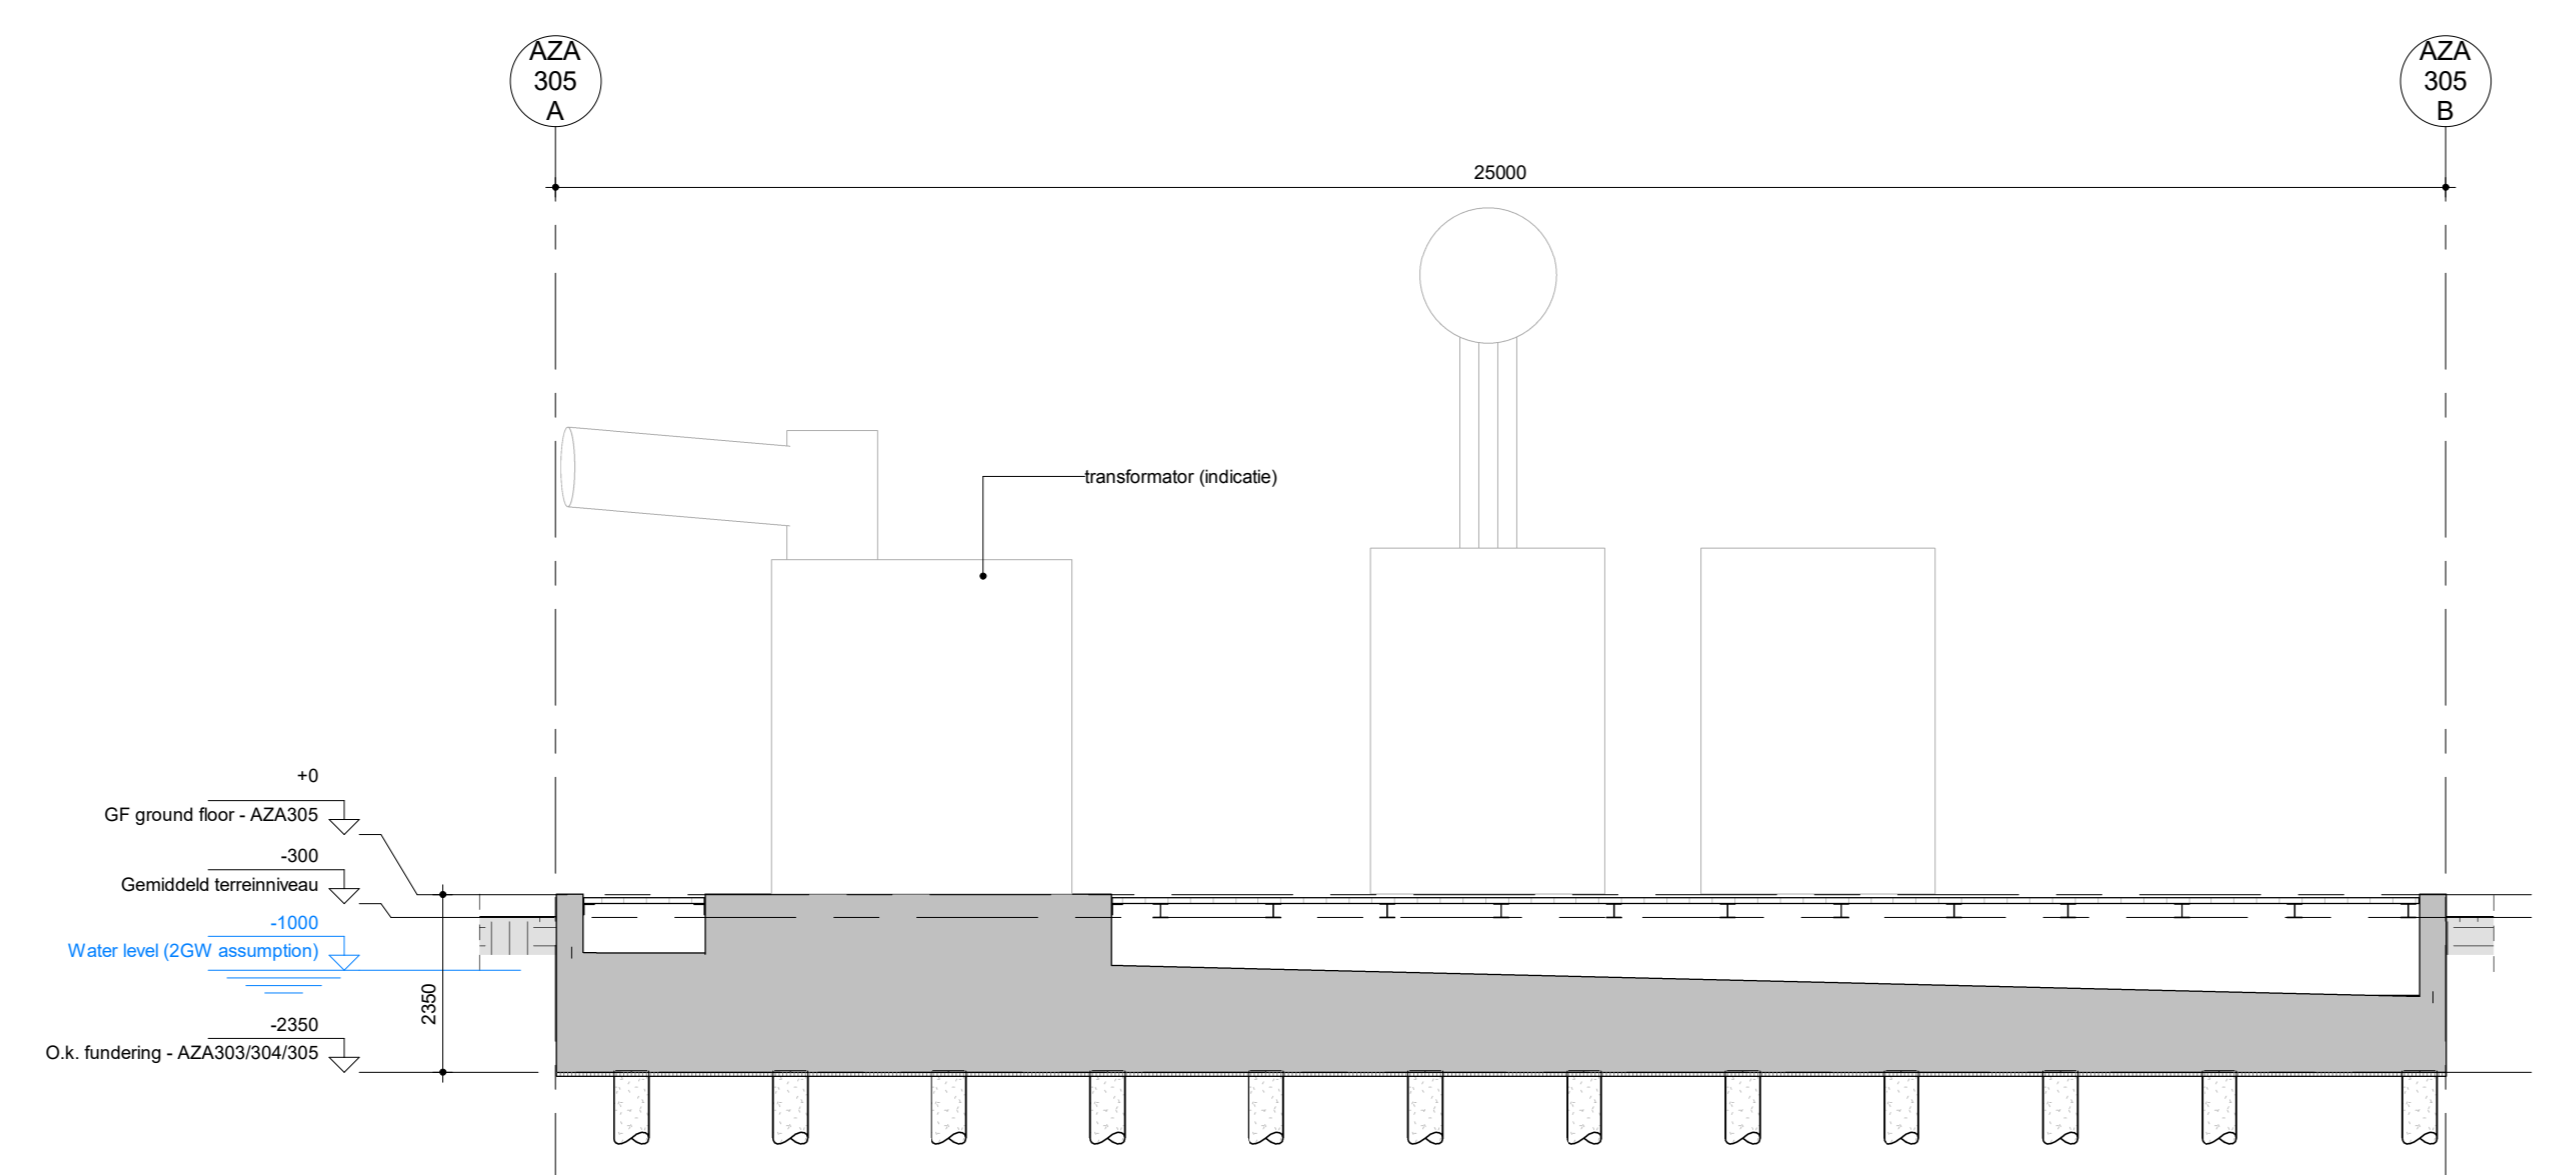 AZA
305
A
AZA
305
B
25000
transformator (indicatie)
+0
GF ground floor - AZA305
-300
Gemiddeld terreinniveau
-1000
Water level (2GW assumption)
2350
-2350
O.k. fundering - AZA303/304/305